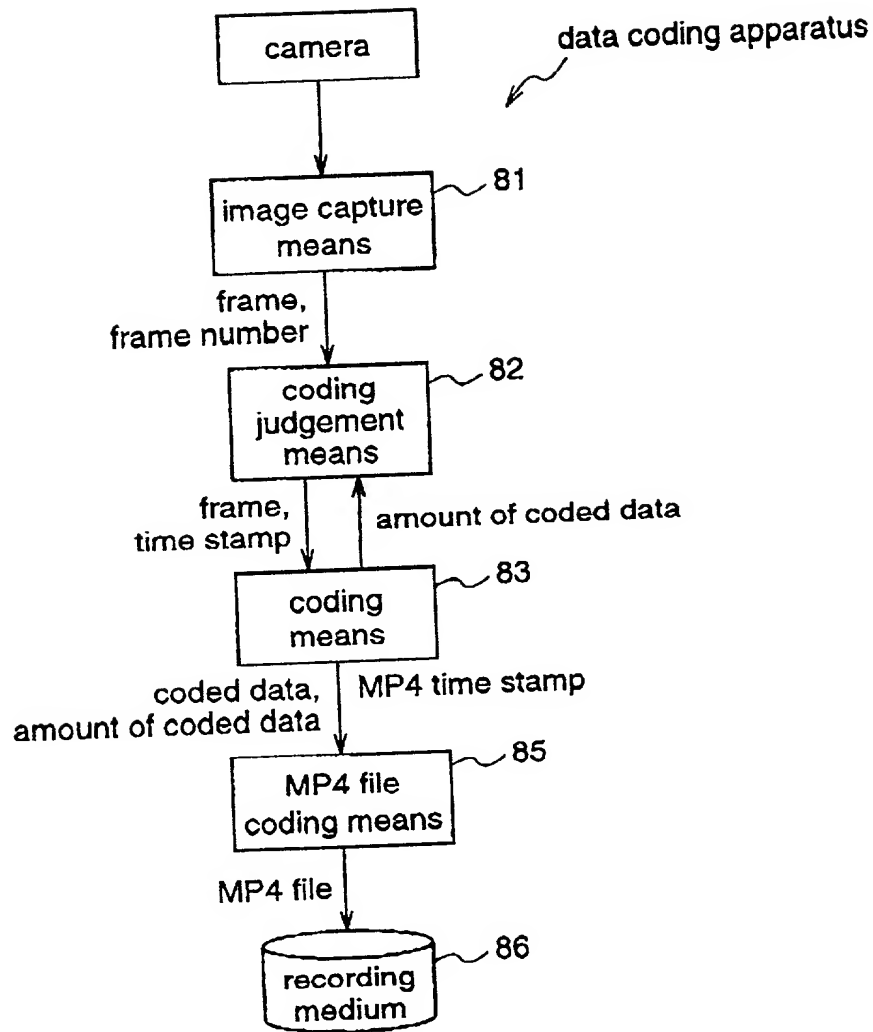 camera
data coding apparatus
81
image capture
means
frame,
frame number
82
coding
judgement
means
frame,
time stamp
amount of coded data
83
coding
means
coded data,
amount of coded data
MP4 time stamp
85
MP4 file
coding means
MP4 file
86
recording
medium